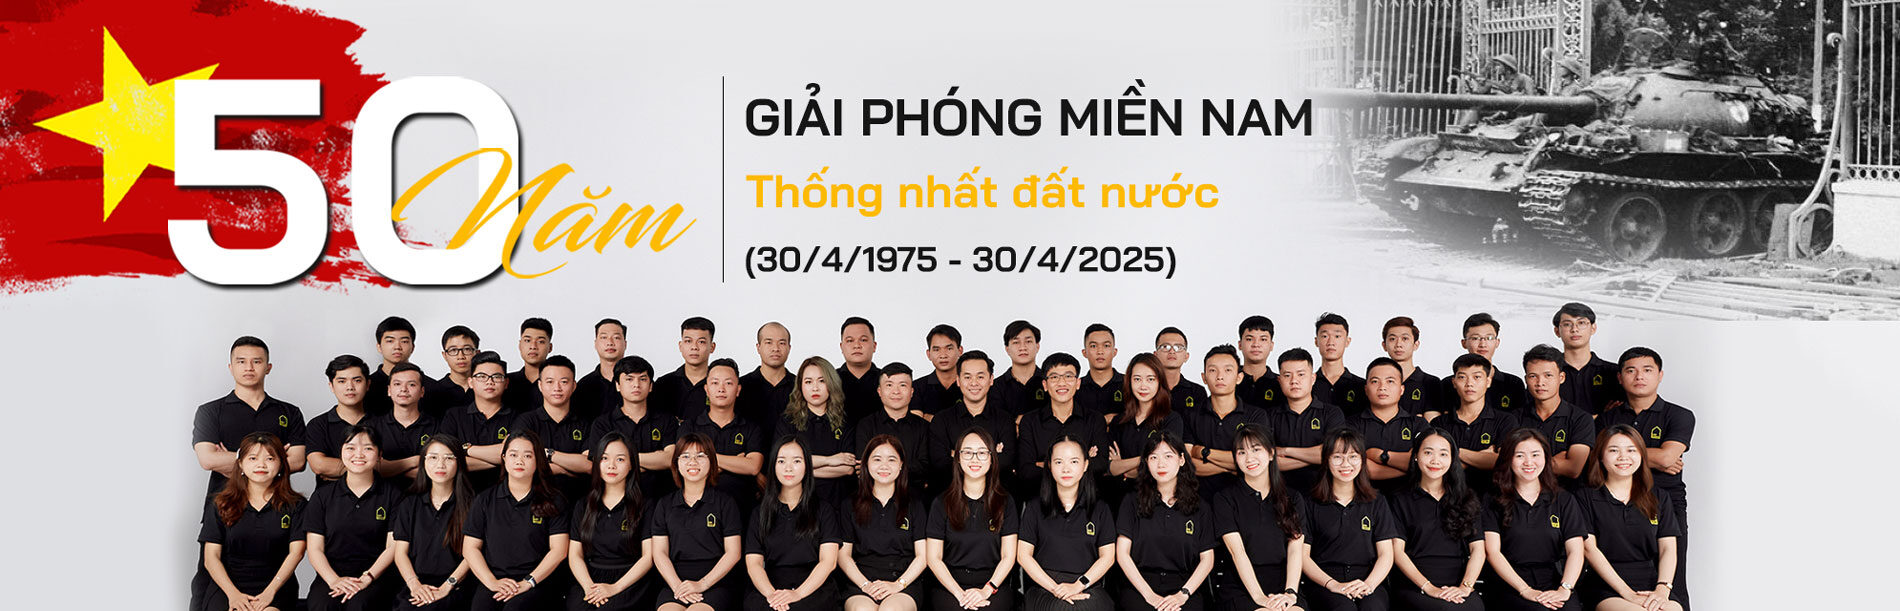 50
Năm
GIẢI PHÓNG MIỀN NAM
Thống nhất đất nước
(30/4/1975 - 30/4/2025)